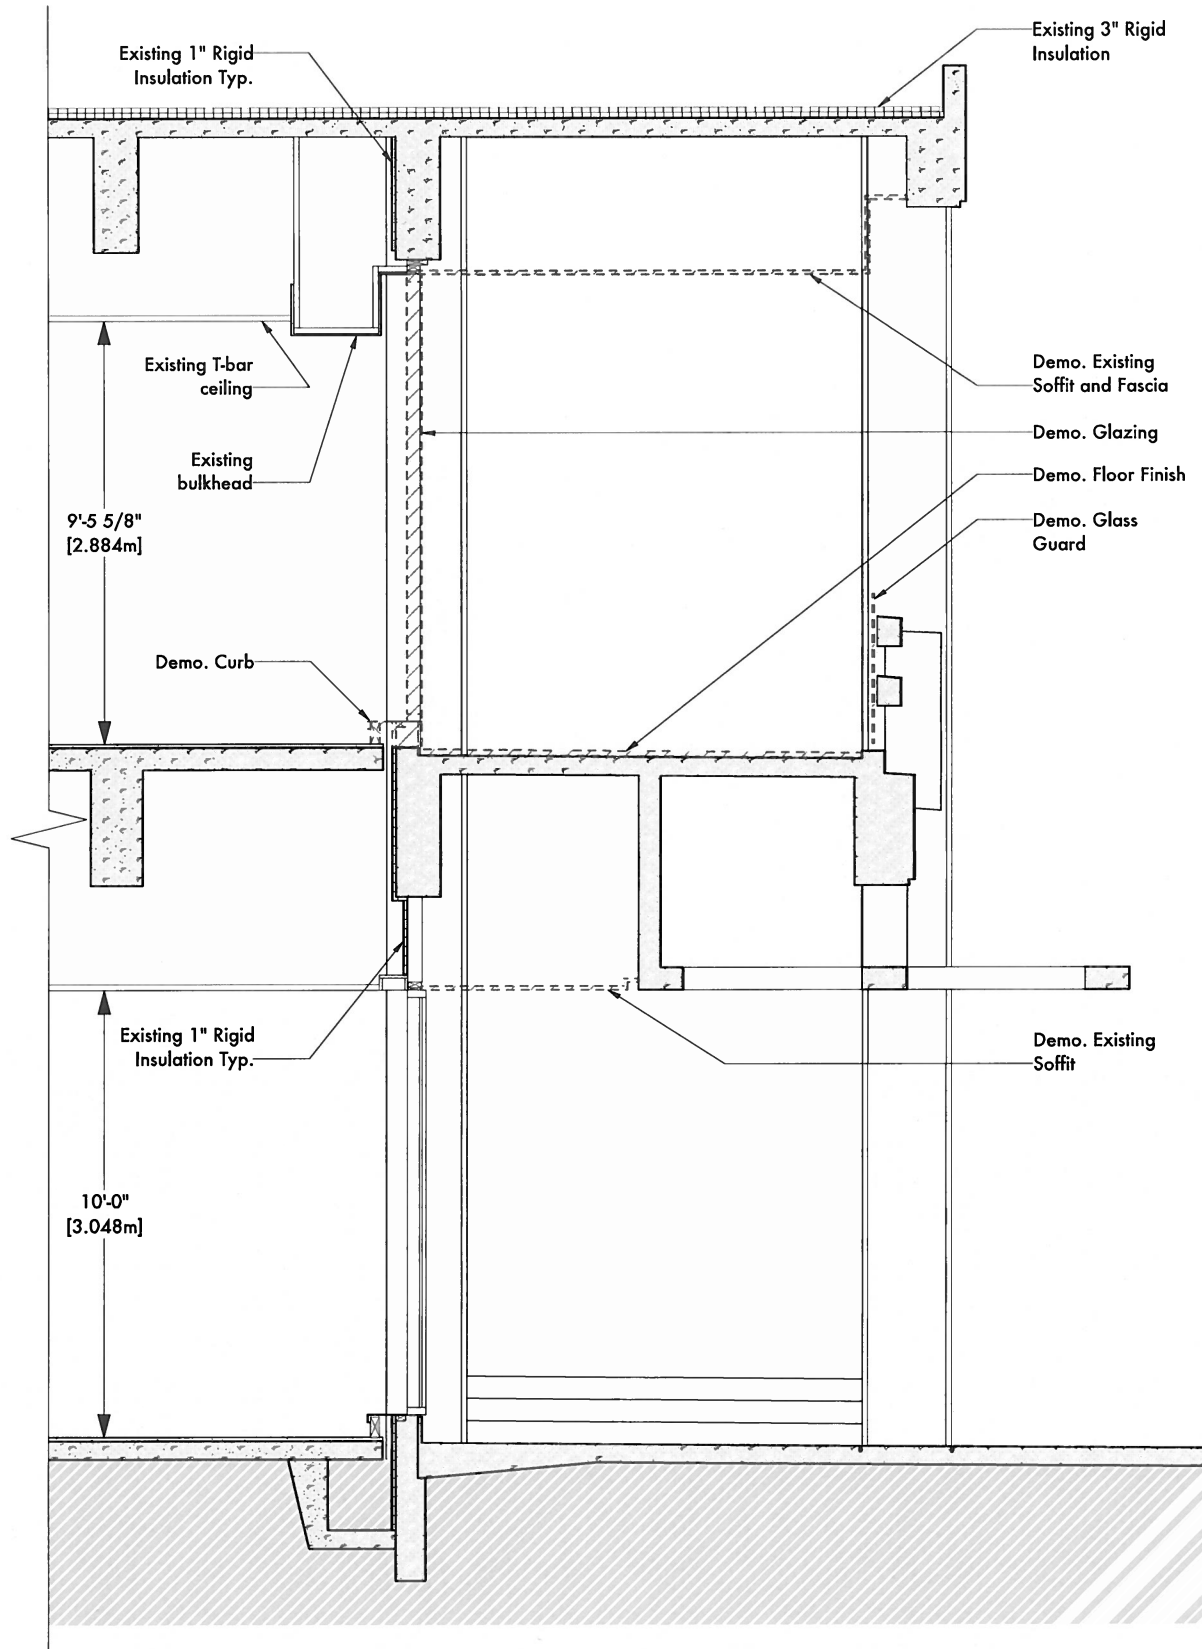 Existing 1" Rigid
Insulation Typ.
Existing 3" Rigid
Insulation
Existing T-bar
ceiling
Demo. Existing
Soffit and Fascia
Demo. Glazing
Existing
bulkhead
Demo. Floor Finish
9'-5 5/8"
[2.884m]
Demo. Glass
Guard
Demo. Curb
Existing 1" Rigid
Insulation Typ.
Demo. Existing
Soffit
10'-0"
[3.048m]